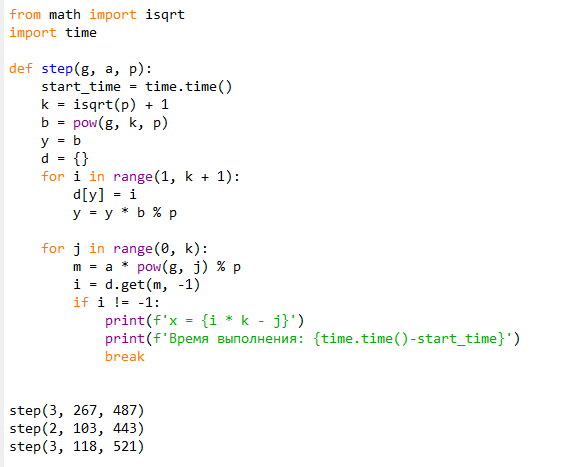 from math import isqrt
import time

def step(g, a, p):
    start_time = time.time()
    k = isqrt(p) + 1
    b = pow(g, k, p)
    y = b
    d = {}
    for i in range(1, k + 1):
        d[y] = i
        y = y * b % p

    for j in range(0, k):
        m = a * pow(g, j) % p
        i = d.get(m, -1)
        if i != -1:
            print(f'x = {i * k - j}')
            print(f'Время выполнения: {time.time()-start_time}')
            break


step(3, 267, 487)
step(2, 103, 443)
step(3, 118, 521)